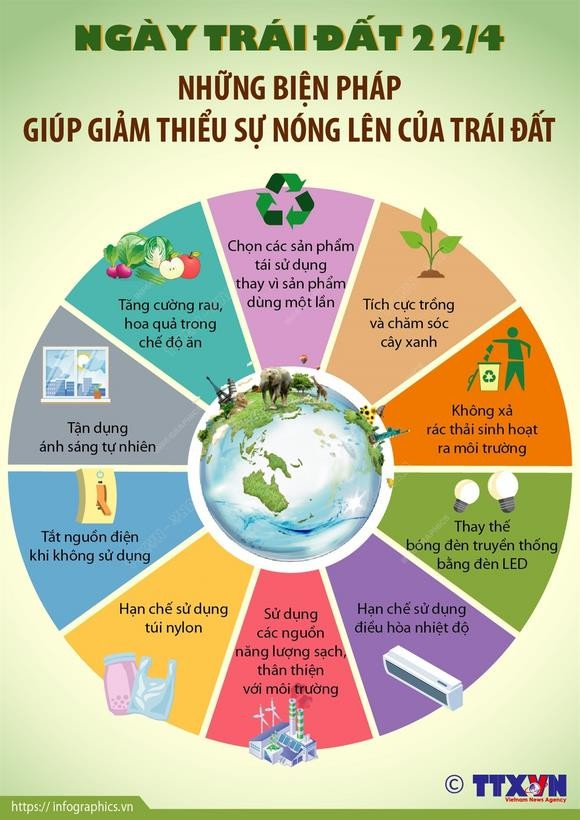 NGÀY TRÁI ĐẤT 22/4
NHỮNG BIỆN PHÁP
GIÚP GIẢM THIỂU SỰ NÓNG LÊN CỦA TRÁI ĐẤT
Chọn các sản phẩm
tái sử dụng
thay vì sản phẩm
dùng một lần
Tích cực trồng
và chăm sóc
cây xanh
Không xả
rác thải sinh hoạt
ra môi trường
Thay thế
bóng đèn truyền thống
bằng đèn LED
Hạn chế sử dụng
điều hòa nhiệt độ
Sử dụng
các nguồn
năng lượng sạch,
thân thiện
với môi trường
Hạn chế sử dụng
túi nylon
Tắt nguồn điện
khi không sử dụng
Tận dụng
ánh sáng tự nhiên
Tăng cường rau,
hoa quả trong
chế độ ăn
https://infographics.vn
© TTXVN
Vietnam News Agency